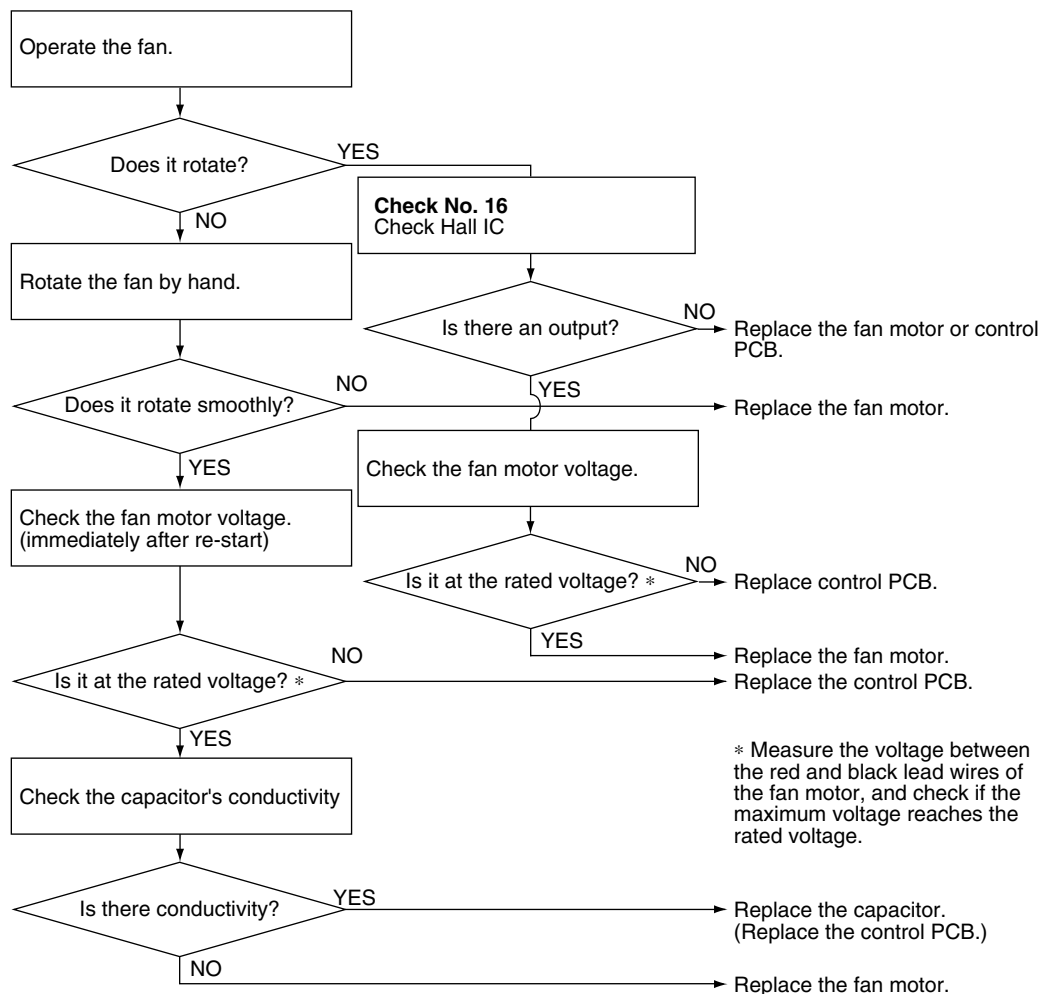 Operate the fan.
Does it rotate?
YES
NO
Check No. 16
Check Hall IC
Rotate the fan by hand.
Is there an output?
NO
Replace the fan motor or control
PCB.
YES
Does it rotate smoothly?
NO
Replace the fan motor.
YES
Check the fan motor voltage.
Check the fan motor voltage.
(immediately after re-start)
Is it at the rated voltage? *
NO
Replace control PCB.
YES
Replace the fan motor.
Is it at the rated voltage? *
NO
Replace the control PCB.
YES
* Measure the voltage between
the red and black lead wires of
the fan motor, and check if the
maximum voltage reaches the
rated voltage.
Check the capacitor's conductivity
Is there conductivity?
YES
Replace the capacitor.
(Replace the control PCB.)
NO
Replace the fan motor.